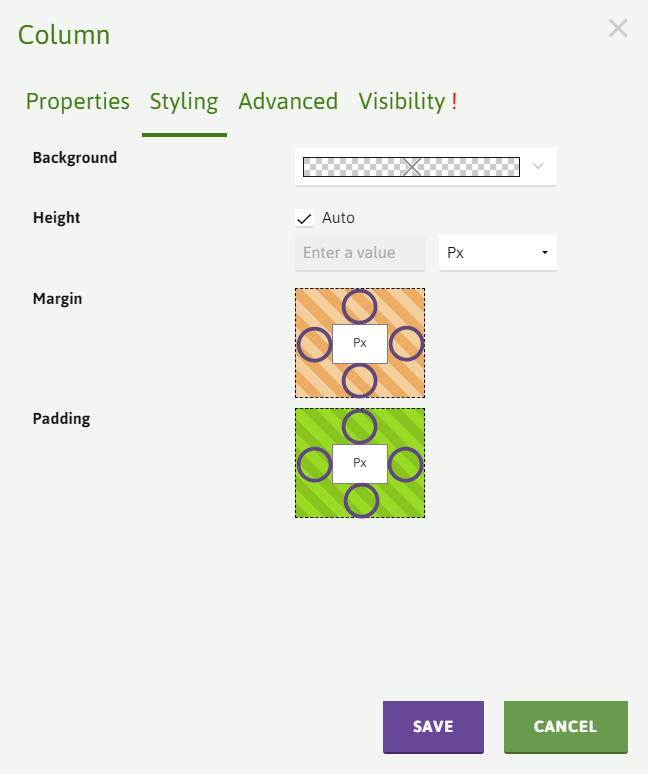 Column
Properties Styling Advanced Visibility !
Background
Height
Auto
Enter a value
Px
Margin
Px
Padding
Px
SAVE
CANCEL